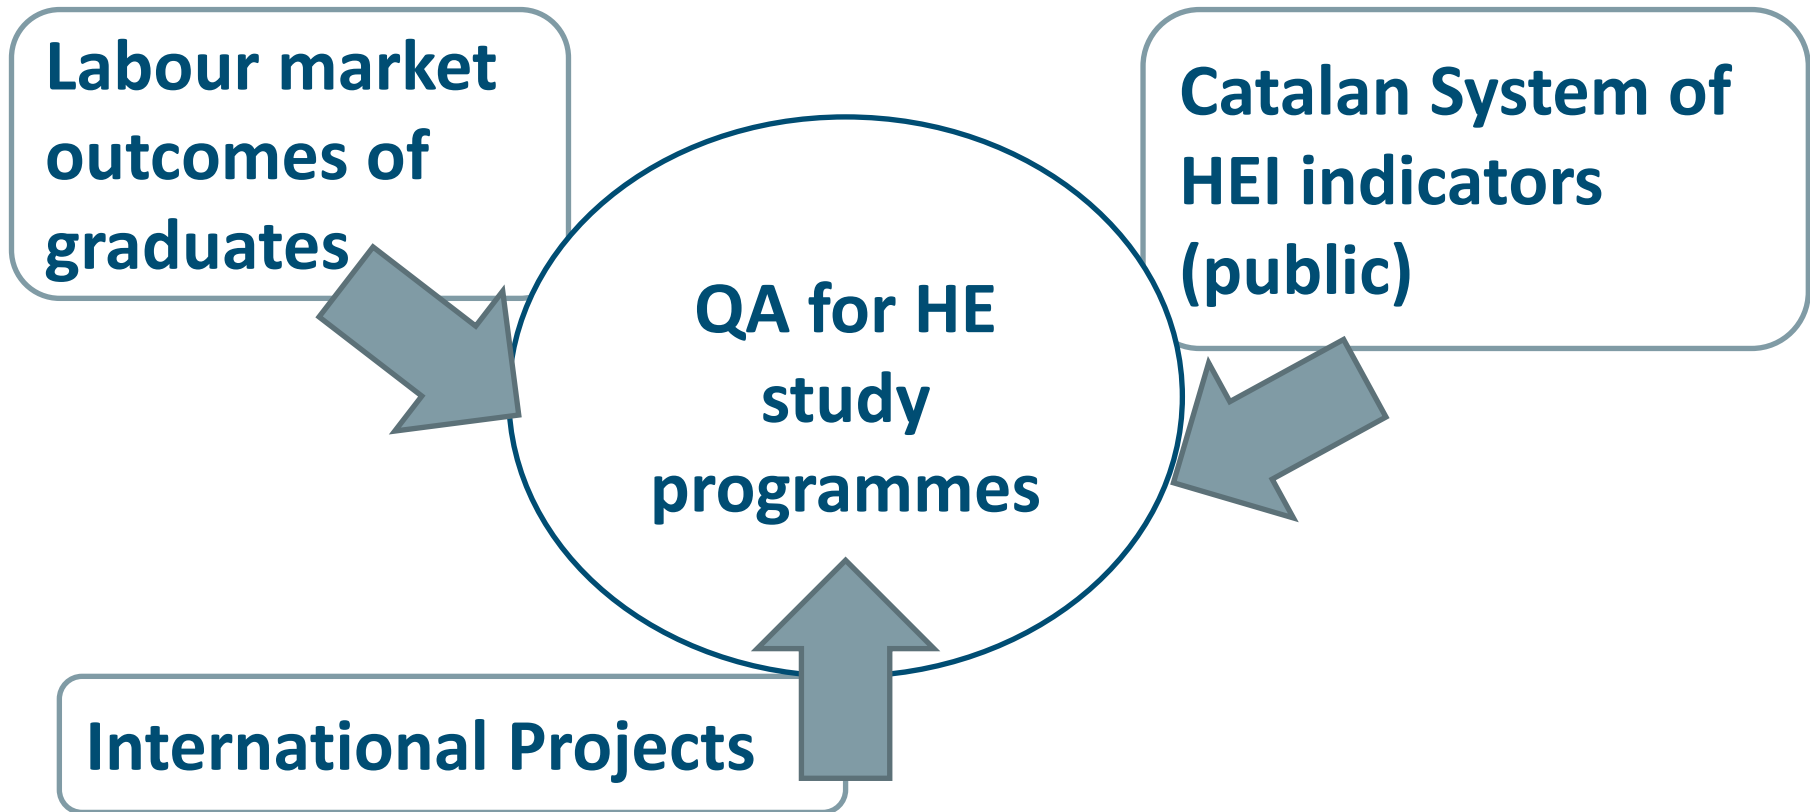 Labour market
outcomes of
graduates
Catalan System of
HEI indicators
(public)
QA for HE
study
programmes
International Projects